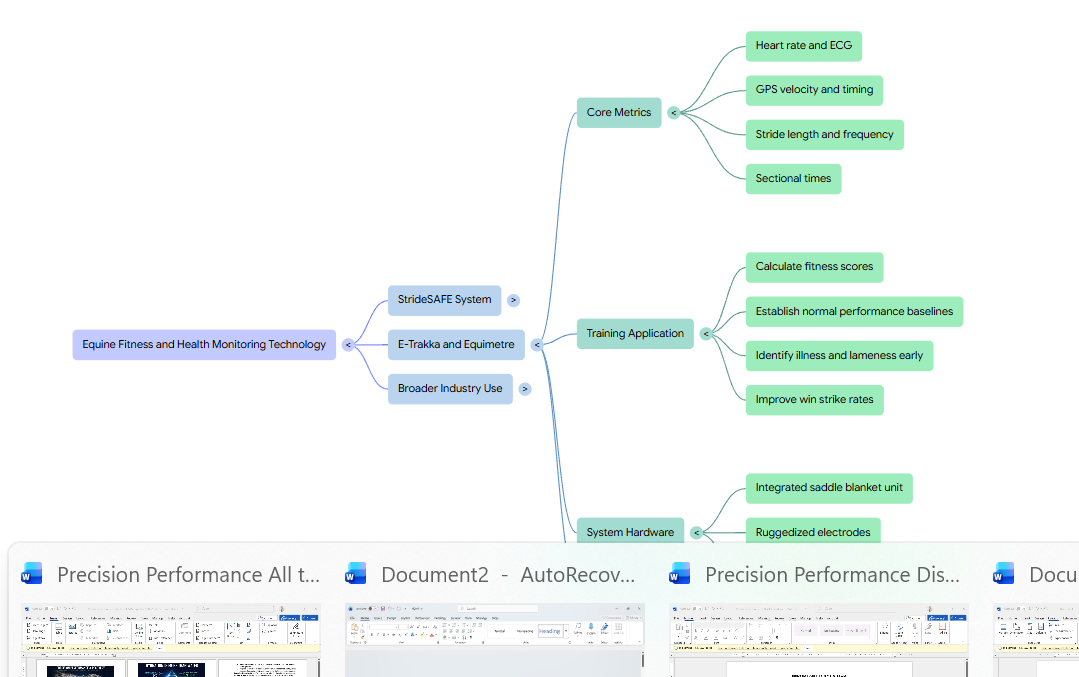 Heart rate and ECG
GPS velocity and timing
Core Metrics
Stride length and frequency
Sectional times
Calculate fitness scores
StrideSAFE System
Establish normal performance baselines
Equine Fitness and Health Monitoring Technology
E-Trakka and Equimetre
Training Application
Identify illness and lameness early
Broader Industry Use
Improve win strike rates
Integrated saddle blanket unit
System Hardware
Ruggedized electrodes
Precision Performance All t...
Document2 - AutoRecov...
Precision Performance Dis...
Docu